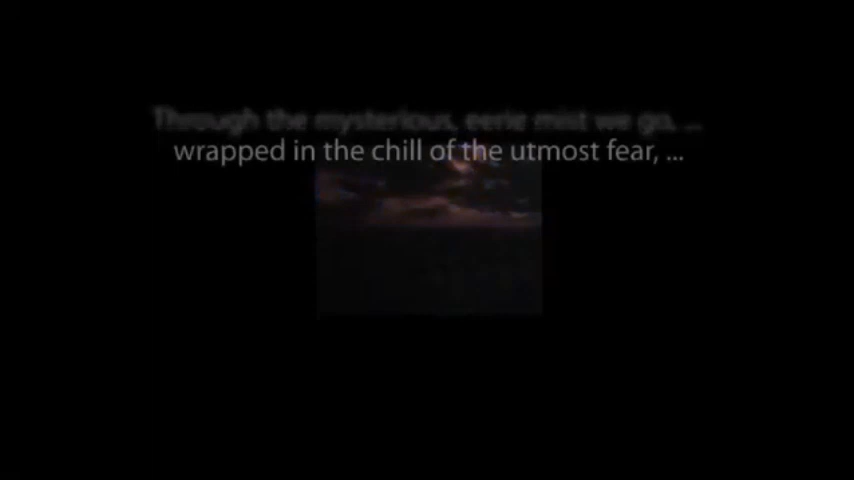 Through the mysterious, eerie mist we go, ...
wrapped in the chill of the utmost fear, ...